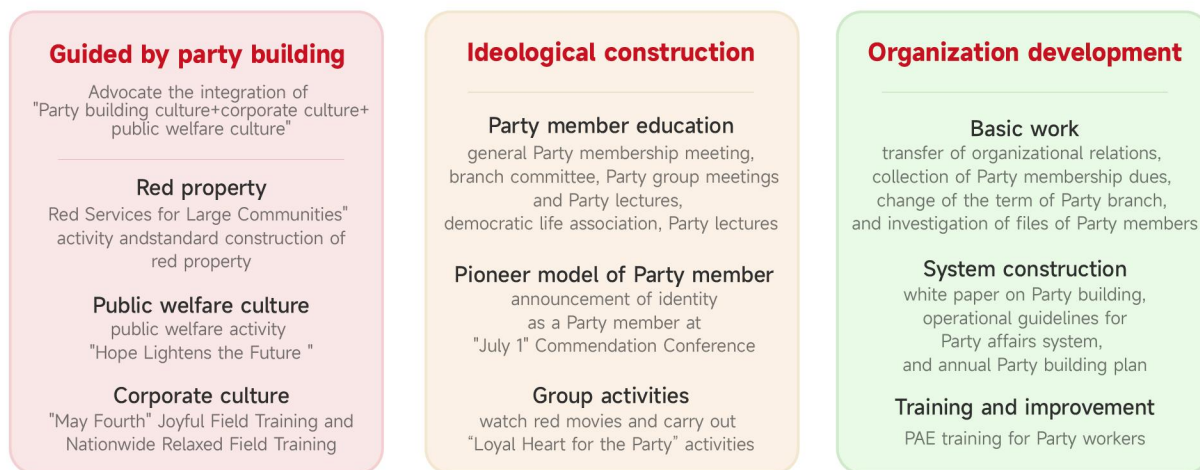 Guided by party building
Advocate the integration of
"Party building culture+corporate culture+
public welfare culture"
Red property
Red Services for Large Communities"
activity andstandard construction of
red property
Public welfare culture
public welfare activity
"Hope Lightens the Future "
Corporate culture
"May Fourth" Joyful Field Training and
Nationwide Relaxed Field Training
Ideological construction
Party member education
general Party membership meeting,
branch committee, Party group meetings
and Party lectures,
democratic life association, Party lectures
Pioneer model of Party member
announcement of identity
as a Party member at
"July 1" Commendation Conference
Group activities
watch red movies and carry out
“Loyal Heart for the Party” activities
Organization development
Basic work
transfer of organizational relations,
collection of Party membership dues,
change of the term of Party branch,
and investigation of files of Party members
System construction
white paper on Party building,
operational guidelines for
Party affairs system,
and annual Party building plan
Training and improvement
PAE training for Party workers